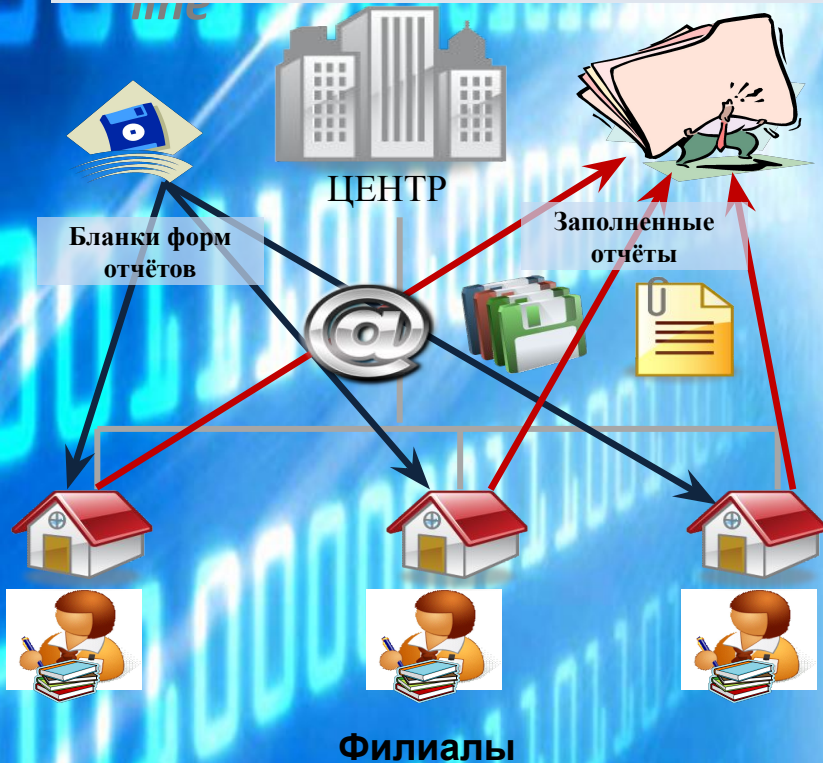 ЦЕНТР
Бланки форм
отчётов
Заполненные
отчёты
@
Филиалы